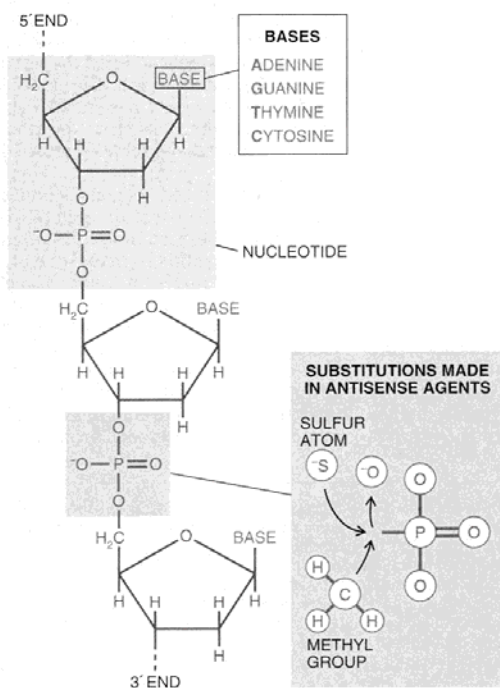 5´END
H₂C
O
BASE
BASES
ADENINE
GUANINE
THYMINE
CYTOSINE
H
H
H
H
O
⁻O
P
O
NUCLEOTIDE
O
H₂C
O
BASE
H
H
H
H
O
⁻O
P
O
O
H₂C
O
BASE
H
H
H
H
3´END
SUBSTITUTIONS MADE
IN ANTISENSE AGENTS
SULFUR
ATOM
⁻S
⁻O
O
P
O
O
H
C
H
H
METHYL
GROUP